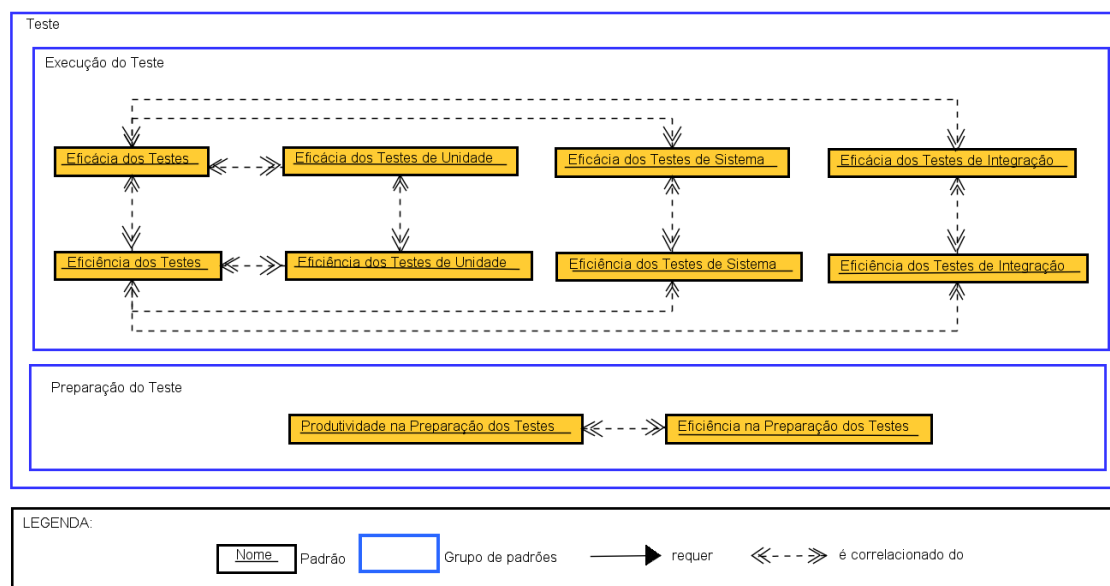 Teste
Execução do Teste
Eficácia dos Testes
Eficácia dos Testes de Unidade
Eficácia dos Testes de Sistema
Eficácia dos Testes de Integração
Eficiência dos Testes
Eficiência dos Testes de Unidade
Eficiência dos Testes de Sistema
Eficiência dos Testes de Integração
Preparação do Teste
Produtividade na Preparação dos Testes
Eficiência na Preparação dos Testes
LEGENDA:
Nome
Padrão
Grupo de padrões
requer
é correlacionado do